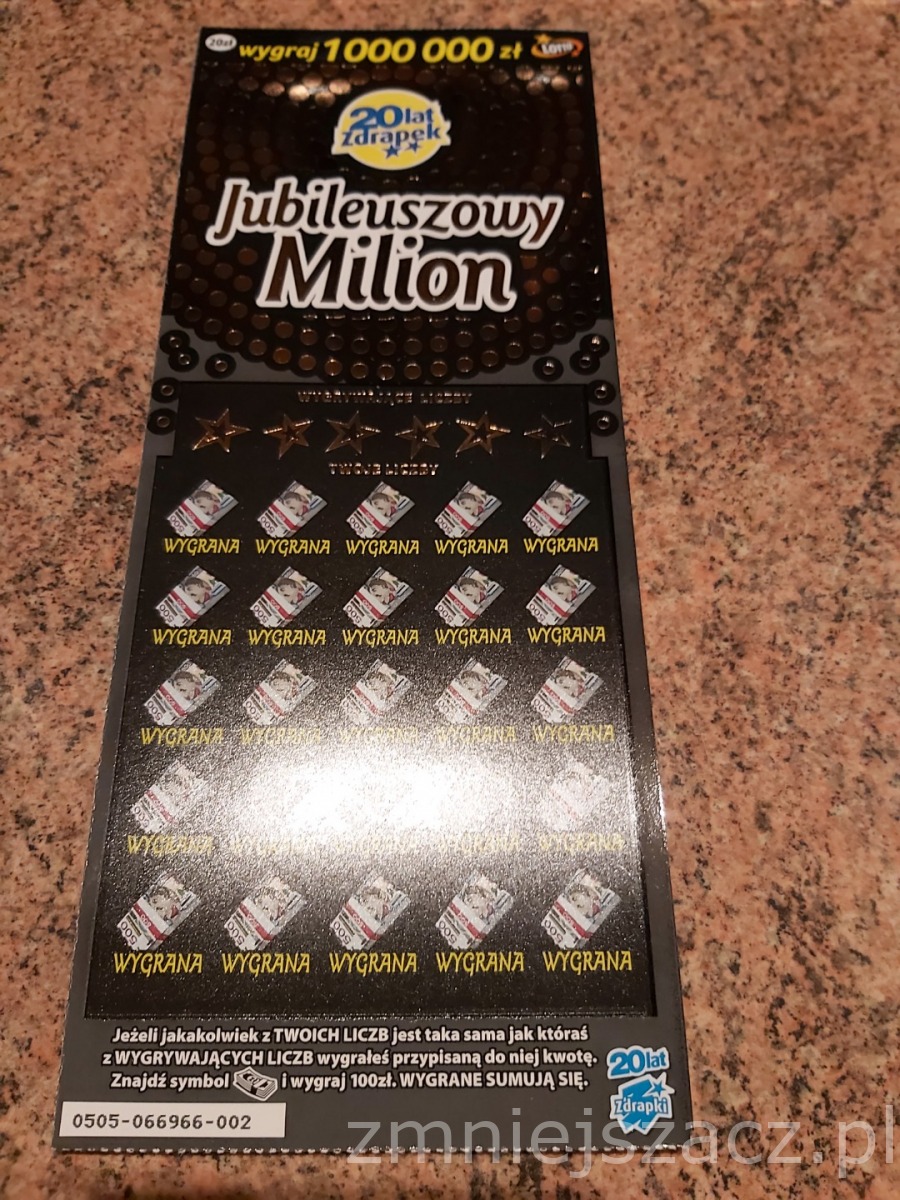 20zł wygraj 1 000 000 zł LOTTO
20 lat
Zdrapek
Jubileuszowy
Milion
WYGRYWAJĄCE LICZBY
TWOJE LICZBY
WYGRANA WYGRANA WYGRANA WYGRANA WYGRANA
WYGRANA WYGRANA WYGRANA WYGRANA WYGRANA
WYGRANA WYGRANA WYGRANA WYGRANA WYGRANA
WYGRANA WYGRANA WYGRANA WYGRANA WYGRANA
WYGRANA WYGRANA WYGRANA WYGRANA WYGRANA
Jeżeli jakakolwiek z TWOICH LICZB jest taka sama jak któraś
z WYGRYWAJĄCYCH LICZB wygrałeś przypisaną do niej kwotę.
Znajdź symbol i wygraj 100zł. WYGRANE SUMUJĄ SIĘ.
20 lat
Zdrapki
0505-066966-002
zmniejszacz.pl